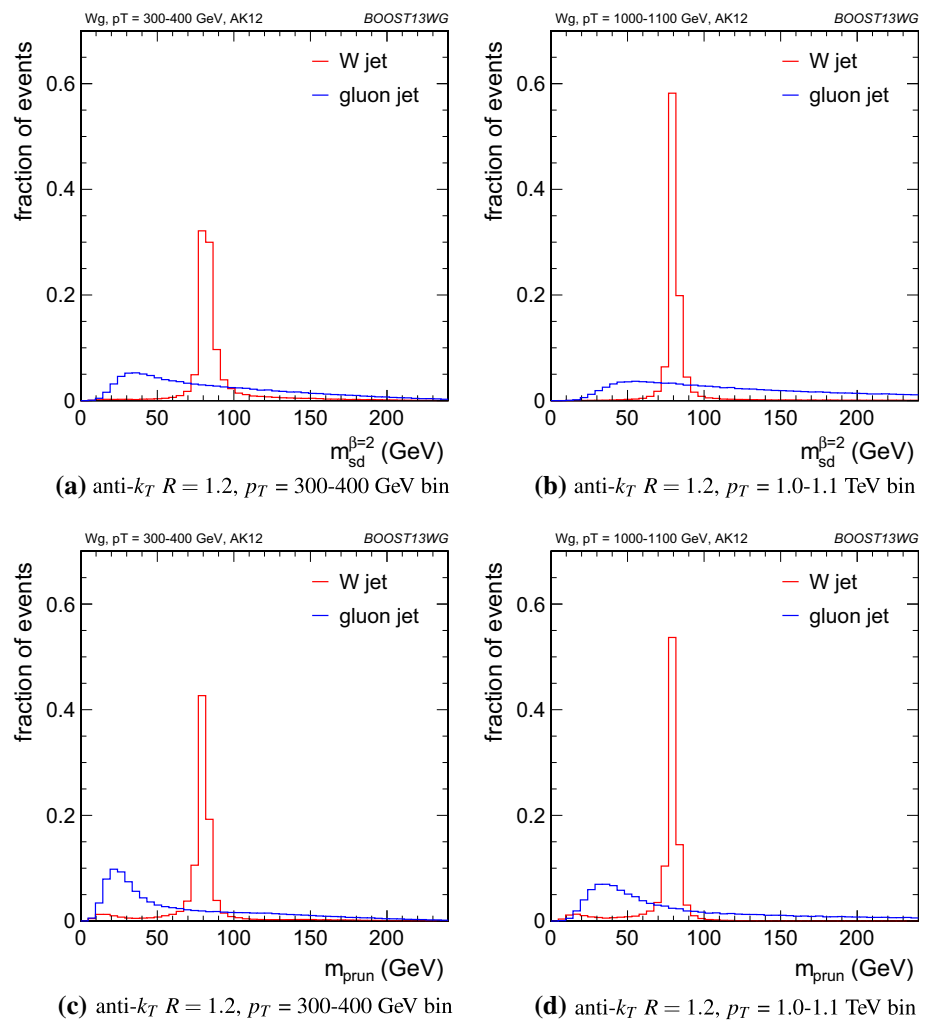 Wg, pT = 300-400 GeV, AK12 BOOST13WG
fraction of events
W jet
gluon jet
0.6
0.4
0.2
0
0 50 100 150 200
m_sd^β=2 (GeV)
(a) anti-k_T R = 1.2, p_T = 300-400 GeV bin
Wg, pT = 1000-1100 GeV, AK12 BOOST13WG
fraction of events
W jet
gluon jet
0.6
0.4
0.2
0
0 50 100 150 200
m_sd^β=2 (GeV)
(b) anti-k_T R = 1.2, p_T = 1.0-1.1 TeV bin
Wg, pT = 300-400 GeV, AK12 BOOST13WG
fraction of events
W jet
gluon jet
0.6
0.4
0.2
0
0 50 100 150 200
m_prun (GeV)
(c) anti-k_T R = 1.2, p_T = 300-400 GeV bin
Wg, pT = 1000-1100 GeV, AK12 BOOST13WG
fraction of events
W jet
gluon jet
0.6
0.4
0.2
0
0 50 100 150 200
m_prun (GeV)
(d) anti-k_T R = 1.2, p_T = 1.0-1.1 TeV bin